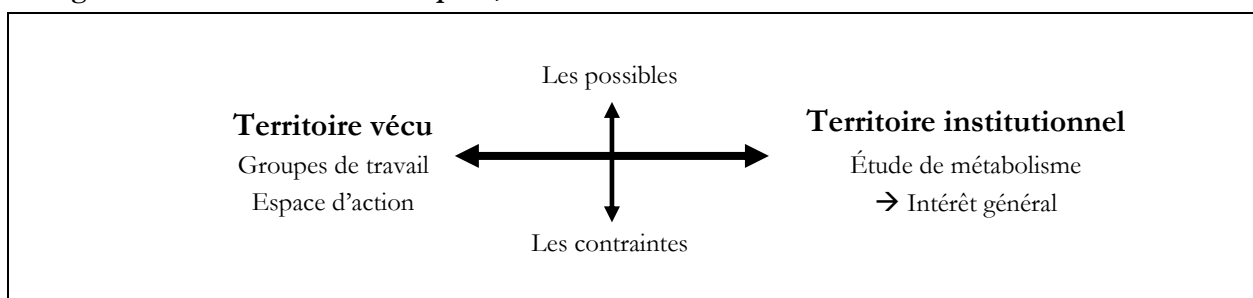 Les possibles
Territoire vécu
Groupes de travail
Espace d'action
Territoire institutionnel
Étude de métabolisme
→ Intérêt général
Les contraintes